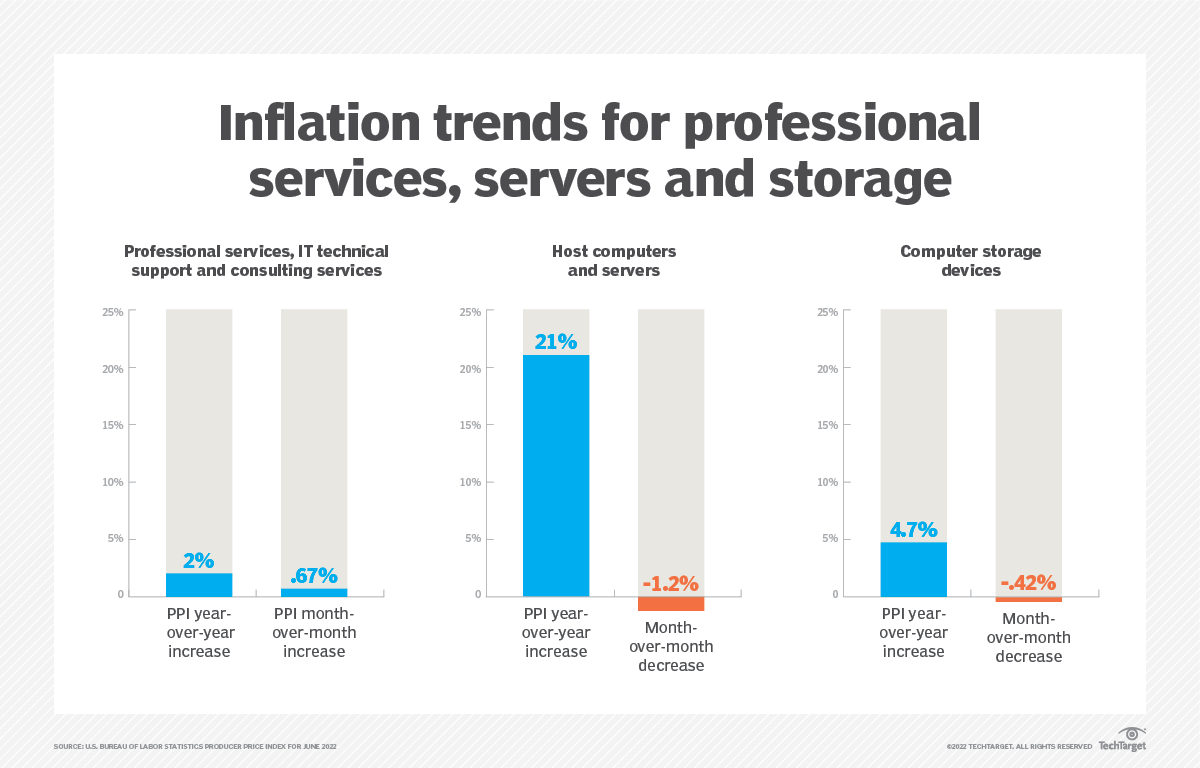 Inflation trends for professional
services, servers and storage
Professional services, IT technical
support and consulting services
25%
20%
15%
10%
5%
0
2%
.67%
PPI year-
over-year
increase
PPI month-
over-month
increase
Host computers
and servers
25%
20%
15%
10%
5%
0
21%
-1.2%
PPI year-
over-year
increase
Month-
over-month
decrease
Computer storage
devices
25%
20%
15%
10%
5%
0
4.7%
-.42%
PPI year-
over-year
increase
Month-
over-month
decrease
SOURCE: U.S. BUREAU OF LABOR STATISTICS PRODUCER PRICE INDEX FOR JUNE 2022
©2022 TECHTARGET. ALL RIGHTS RESERVED TechTarget